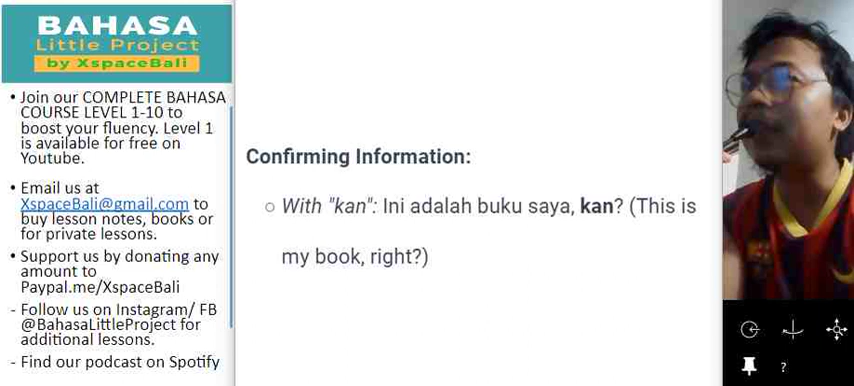 BAHASA
Little Project
by XspaceBali
• Join our COMPLETE BAHASA
COURSE LEVEL 1-10 to
boost your fluency. Level 1
is available for free on
Youtube.
• Email us at
XspaceBali@gmail.com to
buy lesson notes, books or
for private lessons.
• Support us by donating any
amount to
Paypal.me/XspaceBali
- Follow us on Instagram/ FB
@BahasaLittleProject for
additional lessons.
- Find our podcast on Spotify
Confirming Information:
○ With "kan": Ini adalah buku saya, kan? (This is
my book, right?)
?